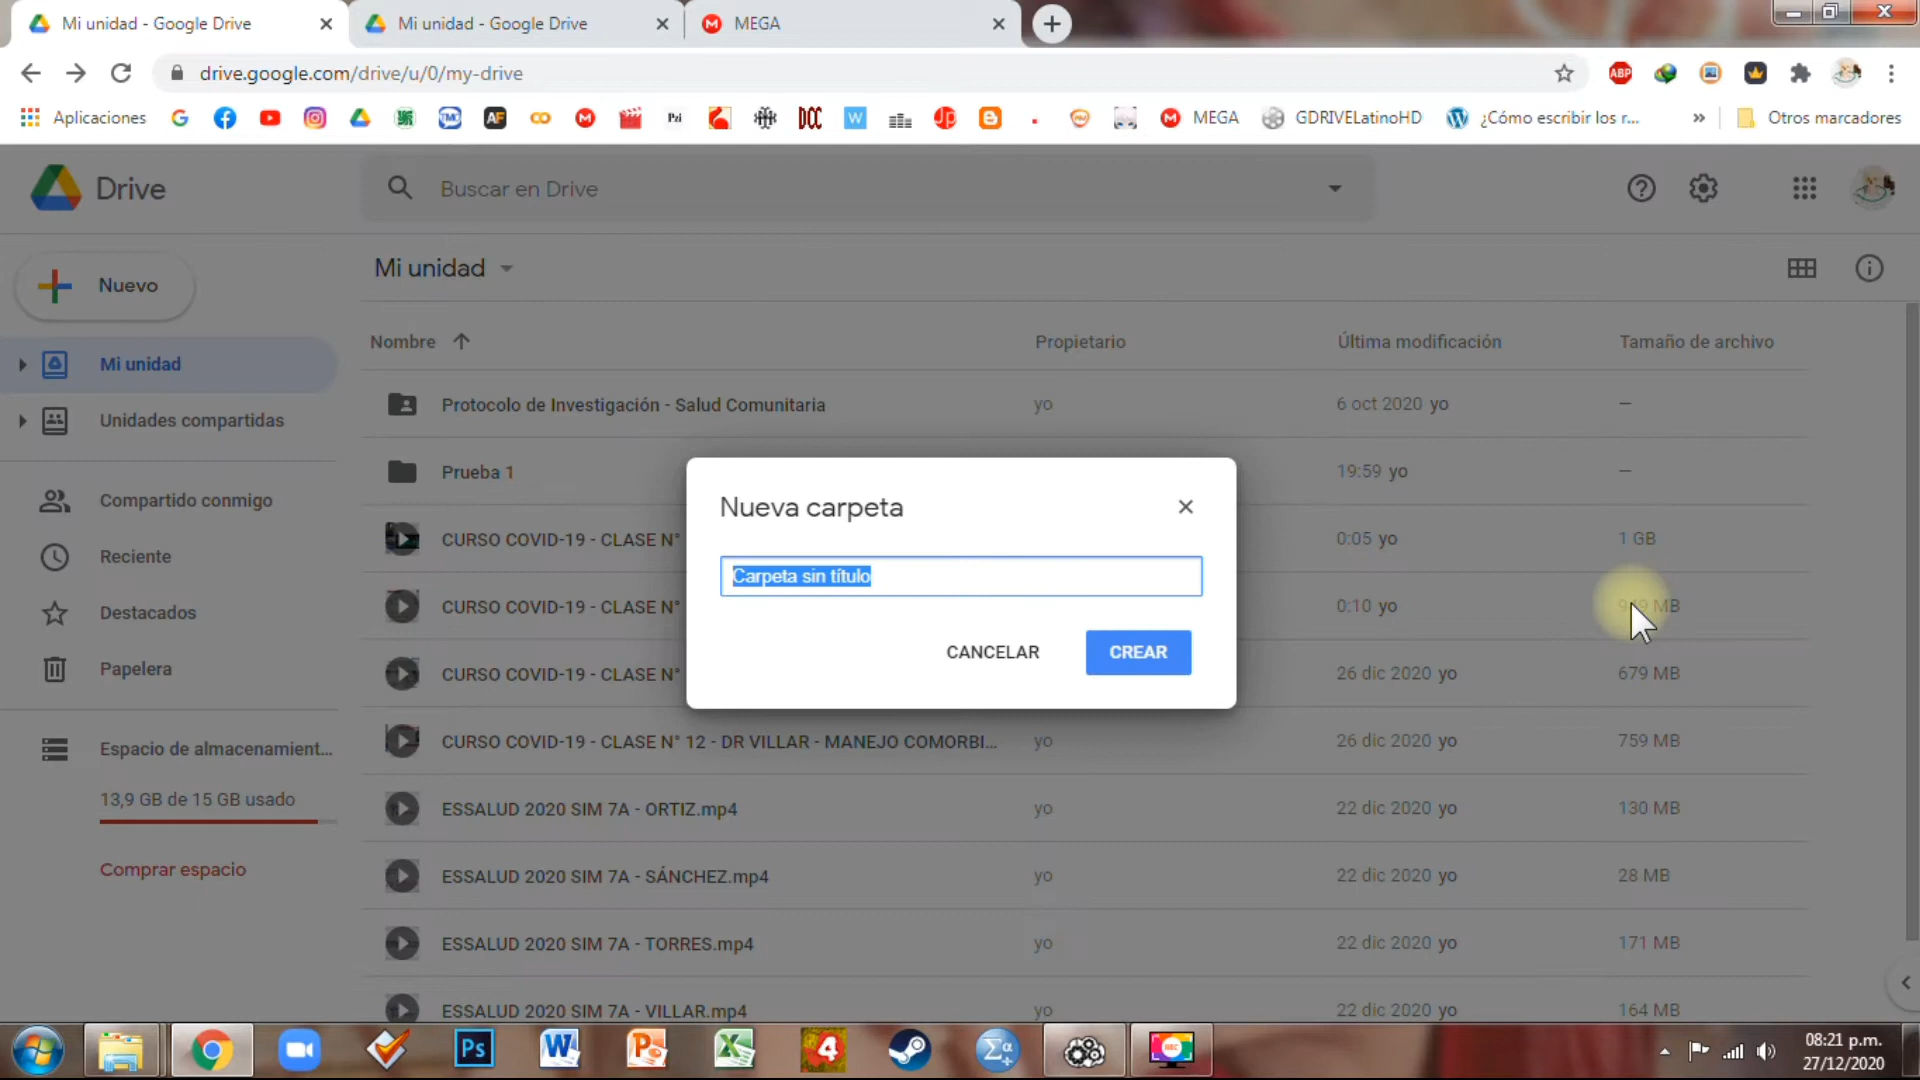 Mi unidad - Google Drive
Mi unidad - Google Drive
MEGA
drive.google.com/drive/u/0/my-drive
ABP
Aplicaciones
MEGA
GDRIVELatinoHD
¿Cómo escribir los r...
»
Otros marcadores
Drive
Buscar en Drive
Nuevo
Mi unidad
Nombre
Propietario
Última modificación
Tamaño de archivo
Mi unidad
Unidades compartidas
Compartido conmigo
Reciente
Destacados
Papelera
Espacio de almacenamient...
13,9 GB de 15 GB usado
Comprar espacio
Protocolo de Investigación - Salud Comunitaria yo 6 oct 2020 yo —
Prueba 1 19:59 yo —
CURSO COVID-19 - CLASE N° 0:05 yo 1 GB
CURSO COVID-19 - CLASE N° 0:10 yo MB
CURSO COVID-19 - CLASE N° 26 dic 2020 yo 679 MB
CURSO COVID-19 - CLASE N° 12 - DR VILLAR - MANEJO COMORBI... yo 26 dic 2020 yo 759 MB
ESSALUD 2020 SIM 7A - ORTIZ.mp4 yo 22 dic 2020 yo 130 MB
ESSALUD 2020 SIM 7A - SÁNCHEZ.mp4 yo 22 dic 2020 yo 28 MB
ESSALUD 2020 SIM 7A - TORRES.mp4 yo 22 dic 2020 yo 171 MB
ESSALUD 2020 SIM 7A - VILLAR.mp4 yo 22 dic 2020 yo 164 MB
Nueva carpeta
Carpeta sin título
CANCELAR
CREAR
Ps
08:21 p.m.
27/12/2020